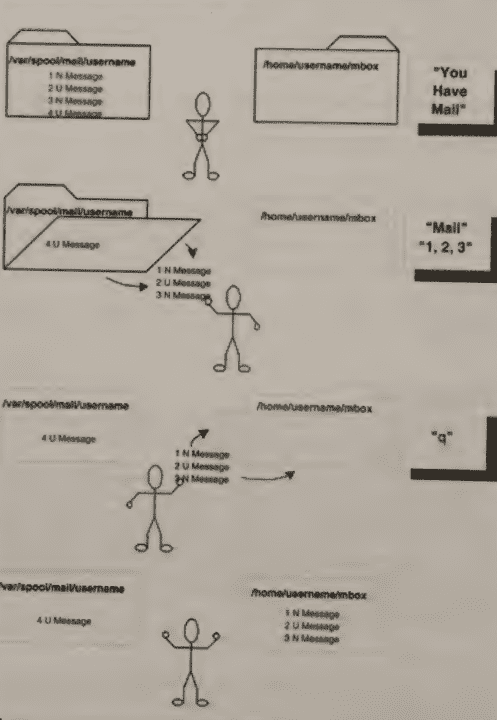 /var/spool/mail/username
1 N Message
2 U Message
3 N Message
4 U Message
/home/username/mbox
"You
Have
Mail"
/var/spool/mail/username
4 U Message
1 N Message
2 U Message
3 N Message
/home/username/mbox
"Mail"
"1, 2, 3"
/var/spool/mail/username
4 U Message
1 N Message
2 U Message
3 N Message
/home/username/mbox
"q"
/var/spool/mail/username
4 U Message
/home/username/mbox
1 N Message
2 U Message
3 N Message